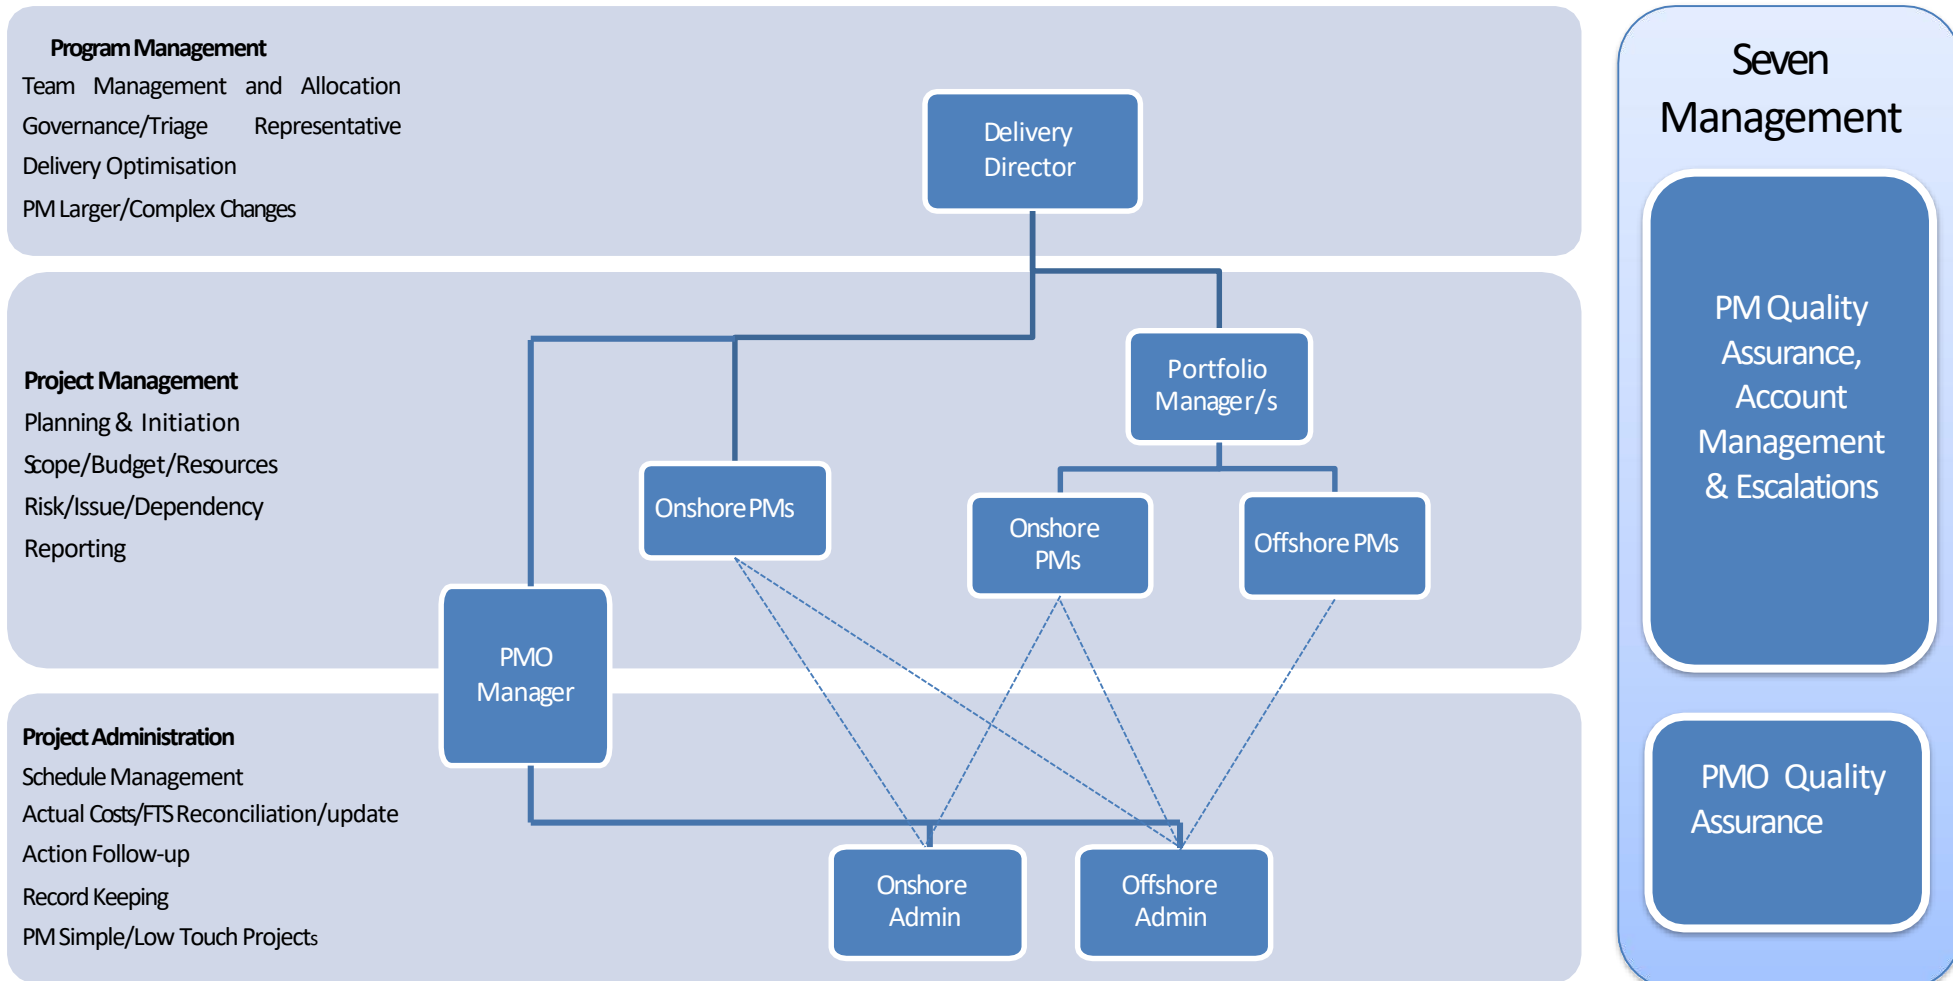 Program Management
Team Management and Allocation
Governance/Triage Representative
Delivery Optimisation
PM Larger/Complex Changes
Delivery
Director
Project Management
Planning & Initiation
Scope/Budget/Resources
Risk/Issue/Dependency
Reporting
Portfolio
Manager/s
Onshore PMs
Onshore
PMs
Offshore PMs
PMO
Manager
Project Administration
Schedule Management
Actual Costs/FTS Reconciliation/update
Action Follow-up
Record Keeping
PM Simple/Low Touch Projects
Onshore
Admin
Offshore
Admin
Seven
Management
PM Quality
Assurance,
Account
Management
& Escalations
PMO Quality
Assurance